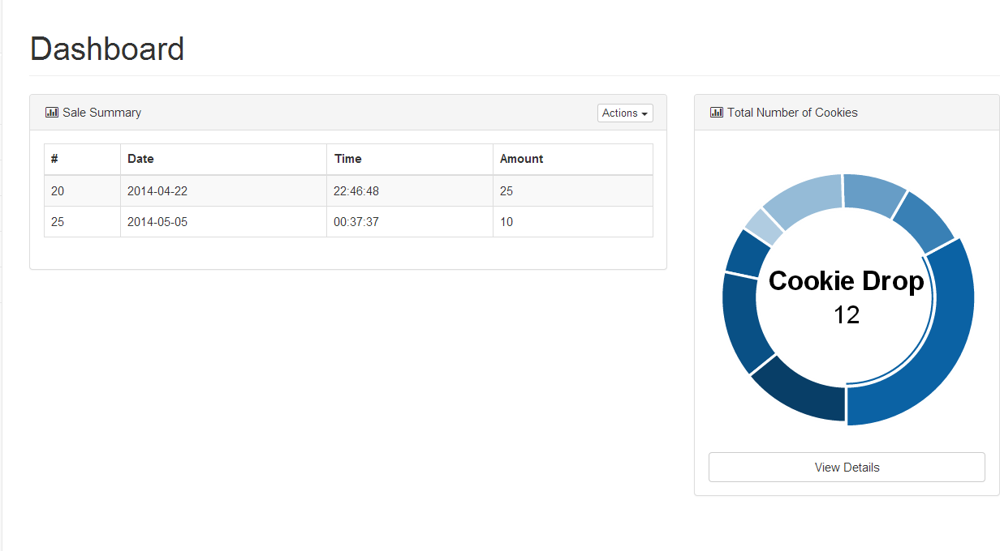 Dashboard
Sale Summary
Actions
# Date Time Amount
20 2014-04-22 22:46:48 25
25 2014-05-05 00:37:37 10
Total Number of Cookies
Cookie Drop
12
View Details